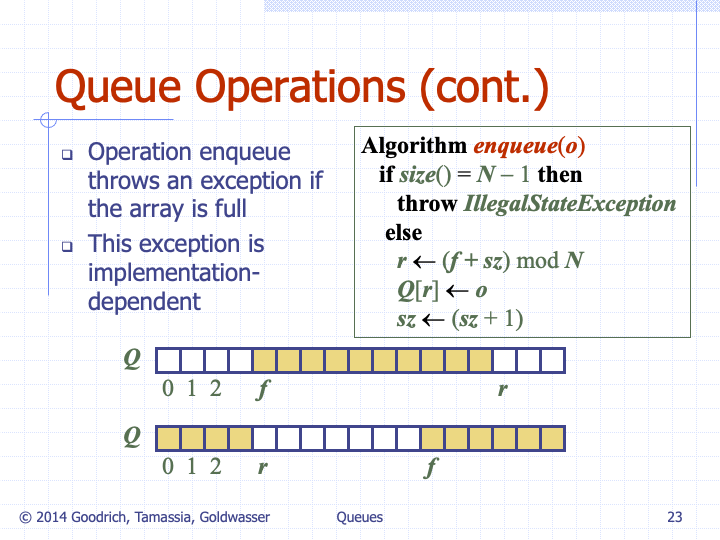 Queue Operations (cont.)
❑ Operation enqueue
throws an exception if
the array is full
❑ This exception is
implementation-
dependent
Algorithm enqueue(o)
if size() = N – 1 then
throw IllegalStateException
else
r ← (f + sz) mod N
Q[r] ← o
sz ← (sz + 1)
Q
0 1 2 f r
Q
0 1 2 r f
© 2014 Goodrich, Tamassia, Goldwasser Queues 23